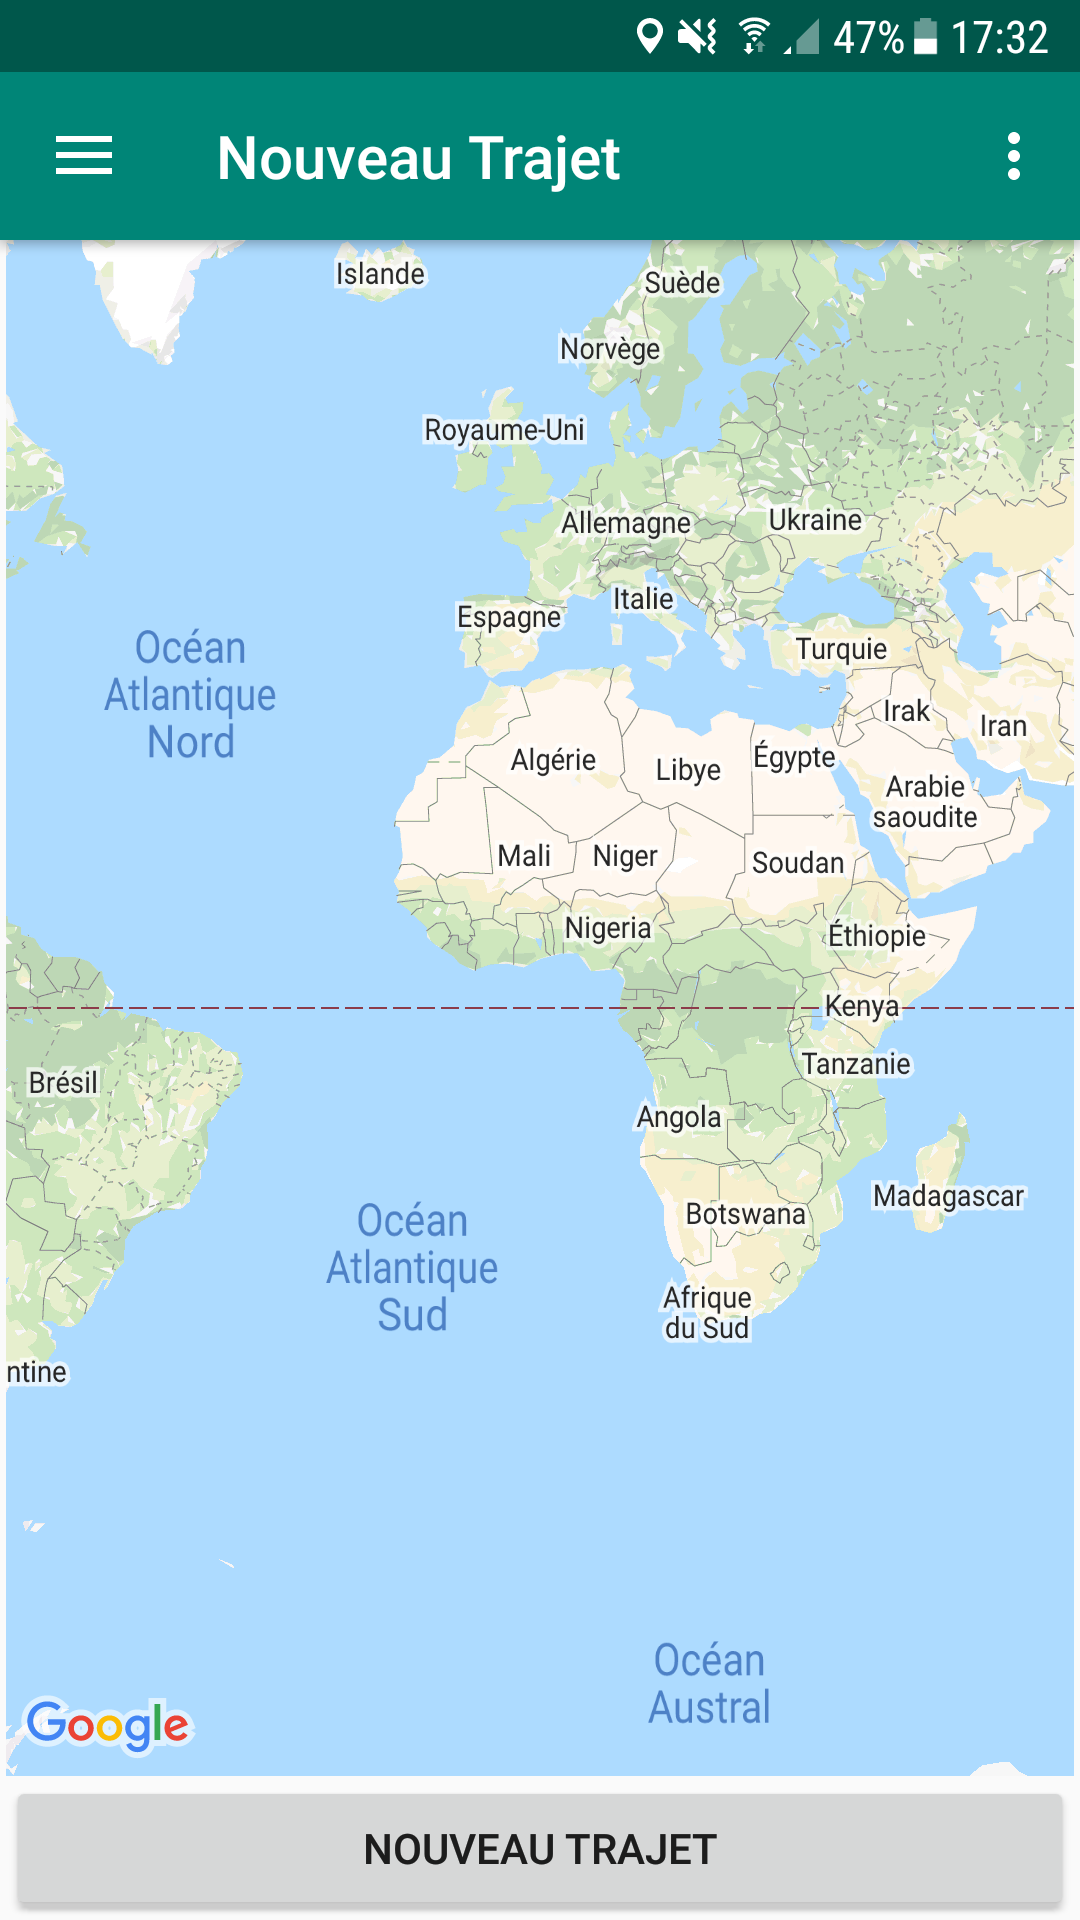 47% 17:32
Nouveau Trajet
Islande
Suède
Norvège
Royaume-Uni
Allemagne
Ukraine
Italie
Espagne
Turquie
Océan
Atlantique
Nord
Irak
Iran
Algérie
Libye
Égypte
Arabie
saoudite
Mali
Niger
Soudan
Nigeria
Éthiopie
Kenya
Tanzanie
Brésil
Angola
Madagascar
Botswana
Océan
Atlantique
Sud
Afrique
du Sud
ntine
Océan
Austral
Google
NOUVEAU TRAJET